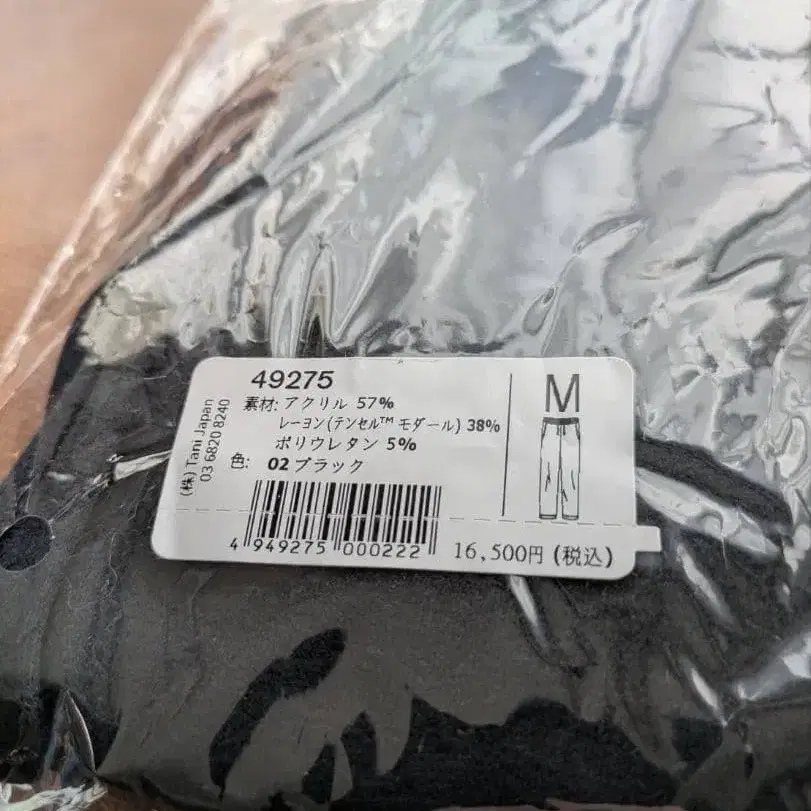 (株) Tani Japan
03 6820 8240
49275
素材: アクリル 57%
レーヨン(テンセル™ モダール) 38%
ポリウレタン 5%
色: 02 ブラック
4 949275 000222
16,500円 (税込)
M